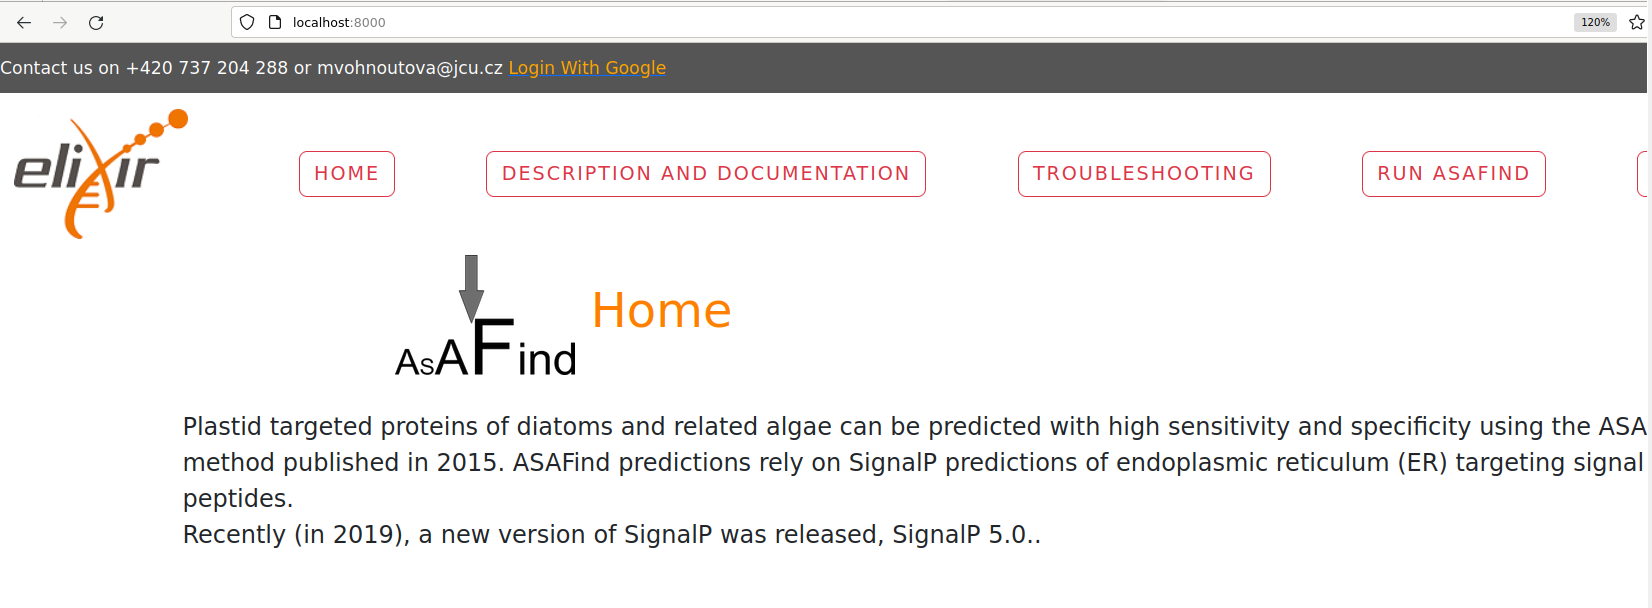 localhost:8000
120%
Contact us on +420 737 204 288 or mvohnoutova@jcu.cz Login With Google
elixir
HOME
DESCRIPTION AND DOCUMENTATION
TROUBLESHOOTING
RUN ASAFIND
Home
AsAFind
Plastid targeted proteins of diatoms and related algae can be predicted with high sensitivity and specificity using the ASA
method published in 2015. ASAFind predictions rely on SignalP predictions of endoplasmic reticulum (ER) targeting signal
peptides.
Recently (in 2019), a new version of SignalP was released, SignalP 5.0..